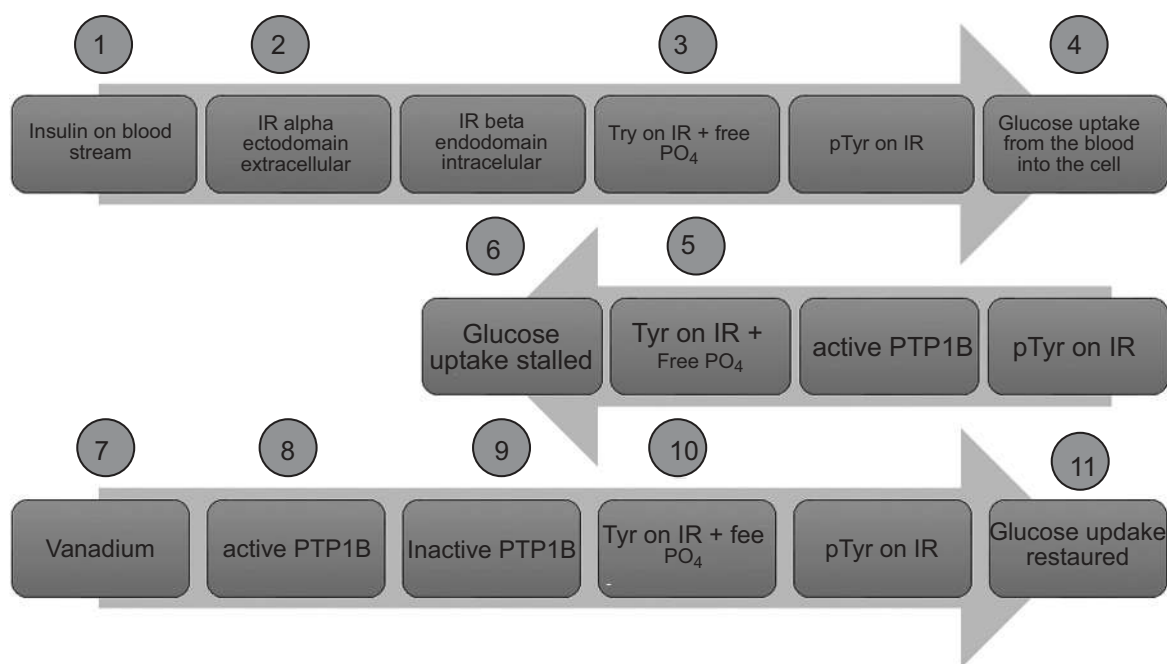 1
2
3
4
Insulin on blood
stream
IR alpha
ectodomain
extracellular
IR beta
endodomain
intracelular
Try on IR + free
PO4
pTyr on IR
Glucose uptake
from the blood
into the cell
6
5
Glucose
uptake stalled
Tyr on IR +
Free PO4
active PTP1B
pTyr on IR
7
8
9
10
11
Vanadium
active PTP1B
Inactive PTP1B
Tyr on IR + fee
PO4
-
pTyr on IR
Glucose updake
restaured